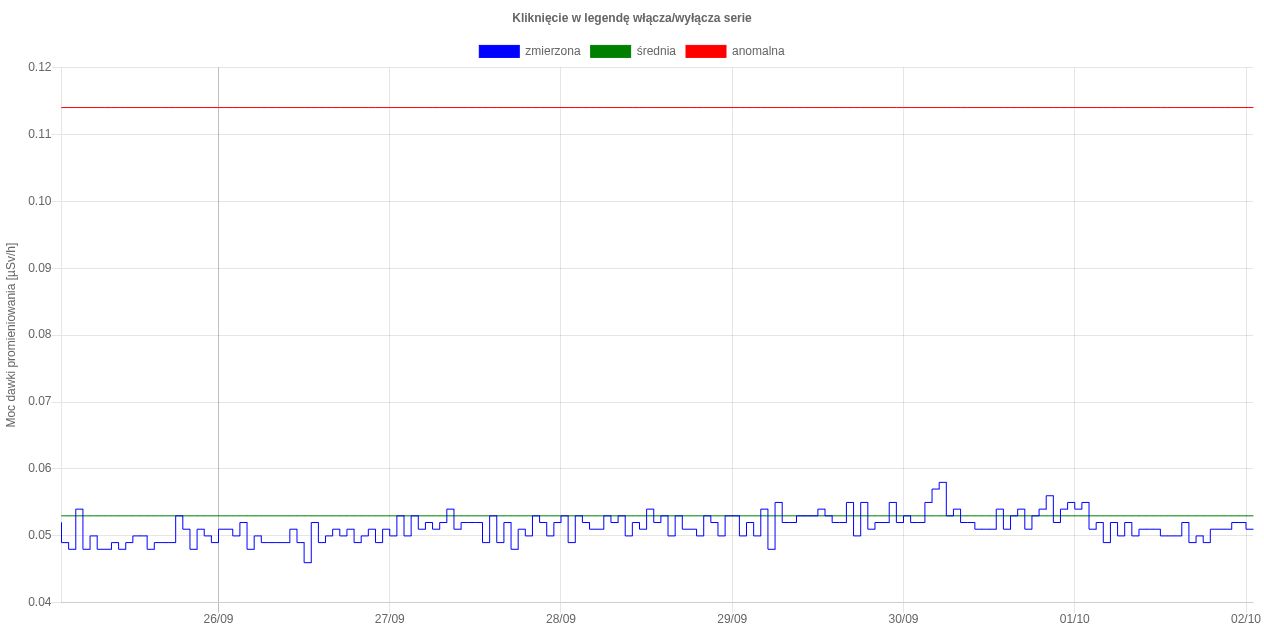 Kliknięcie w legendę włącza/wyłącza serie
zmierzona średnia anomalna
Moc dawki promieniowania [µSv/h]
0.12
0.11
0.10
0.09
0.08
0.07
0.06
0.05
0.04
26/09 27/09 28/09 29/09 30/09 01/10 02/10